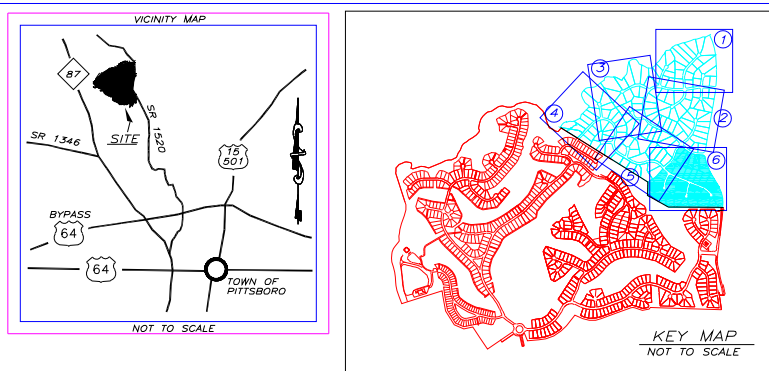 VICINITY MAP
87
SITE
SR 1520
SR 1346
15
501
BYPASS
64
64
TOWN OF
PITTSBORO
NOT TO SCALE
1
3
4
2
6
5
KEY MAP
NOT TO SCALE